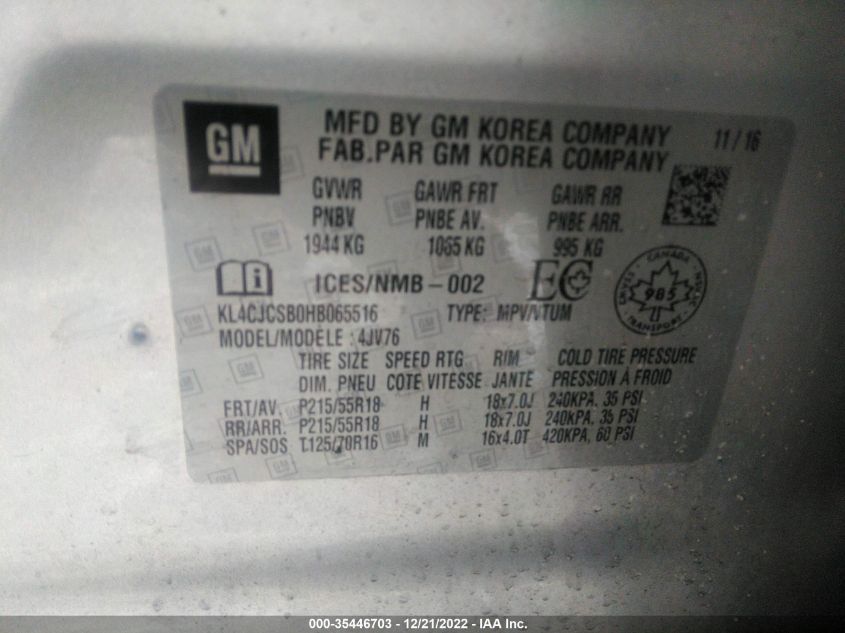 GM
MFD BY GM KOREA COMPANY 11/16
FAB.PAR GM KOREA COMPANY
GVWR GAWR FRT GAWR RR
PNBV PNBE AV. PNBE ARR.
1944 KG 1065 KG 995 KG
i ICES/NMB-002 EC
CANADA
985
TRANSPORT
KL4CJCSB0HB065516 TYPE: MPV/VTUM
MODEL/MODELE : 4JV76
TIRE SIZE SPEED RTG RIM COLD TIRE PRESSURE
DIM. PNEU COTE VITESSE JANTE PRESSION À FROID
FRT/AV. P215/55R18 H 18x7.0J 240KPA, 35 PSI
RR/ARR. P215/55R18 H 18x7.0J 240KPA, 35 PSI
SPA/SOS T125/70R16 M 16x4.0T 420KPA, 60 PSI
000-35446703 - 12/21/2022 - IAA Inc.